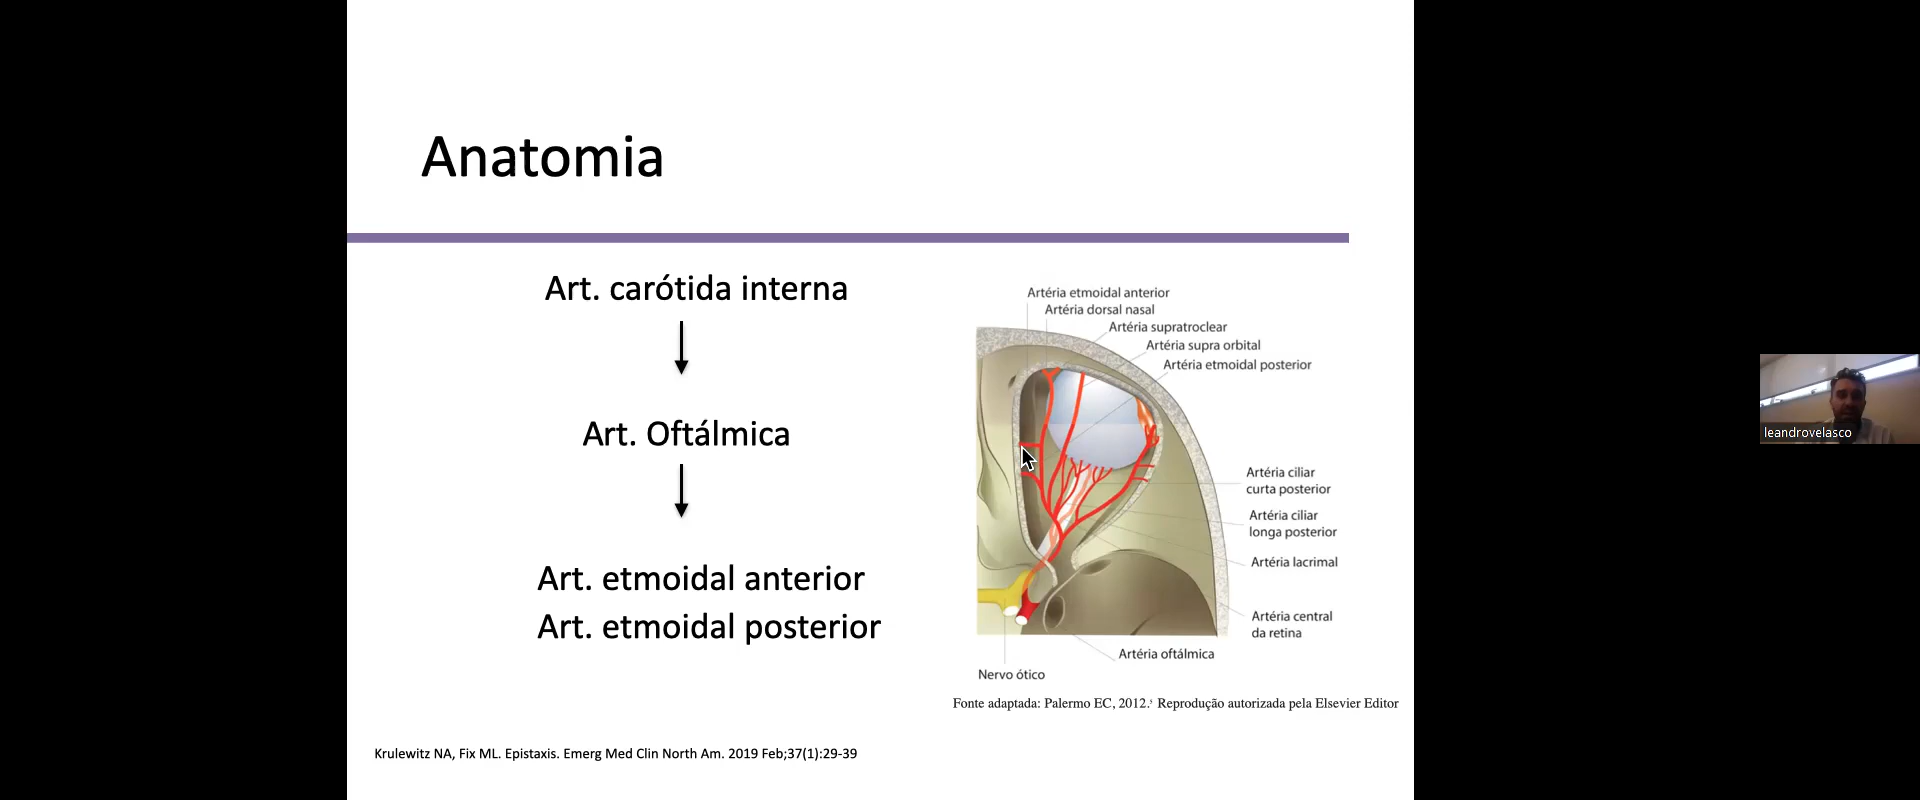 Anatomia
Art. carótida interna
Art. Oftálmica
Art. etmoidal anterior
Art. etmoidal posterior
Artéria etmoidal anterior
Artéria dorsal nasal
Artéria supratroclear
Artéria supra orbital
Artéria etmoidal posterior
Artéria ciliar
curta posterior
Artéria ciliar
longa posterior
Artéria lacrimal
Artéria central
da retina
Artéria oftálmica
Nervo ótico
Fonte adaptada: Palermo EC, 2012.⁵ Reprodução autorizada pela Elsevier Editor
Krulewitz NA, Fix ML. Epistaxis. Emerg Med Clin North Am. 2019 Feb;37(1):29-39
leandrovelasco